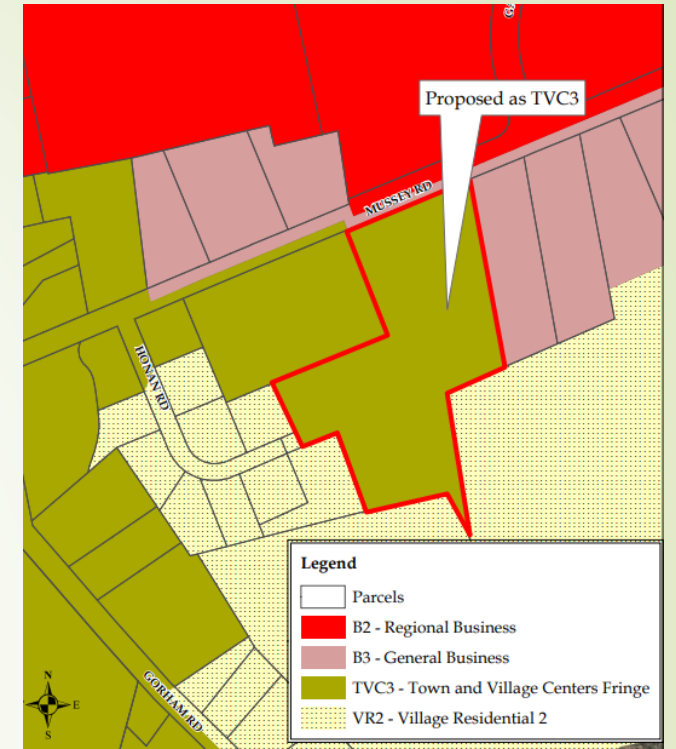 Proposed as TVC3
MUSSEY RD
HONAN RD
GORHAM RD
N
E
S
Legend
Parcels
B2 - Regional Business
B3 - General Business
TVC3 - Town and Village Centers Fringe
VR2 - Village Residential 2